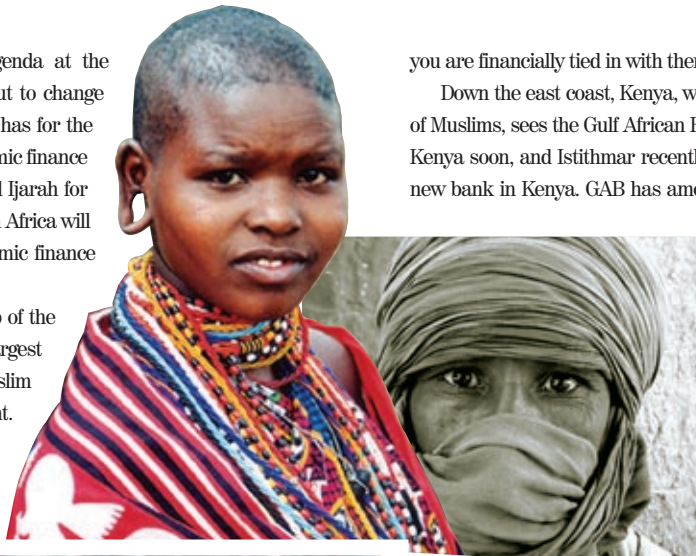 genda at the
ut to change
has for the
mic finance
l Ijarah for
Africa will
mic finance
of the
rgest
slim
t.
you are financially tied in with
Down the east coast, Kenya, w
of Muslims, sees the Gulf African
Kenya soon, and Istithmar recentl
new bank in Kenya. GAB has